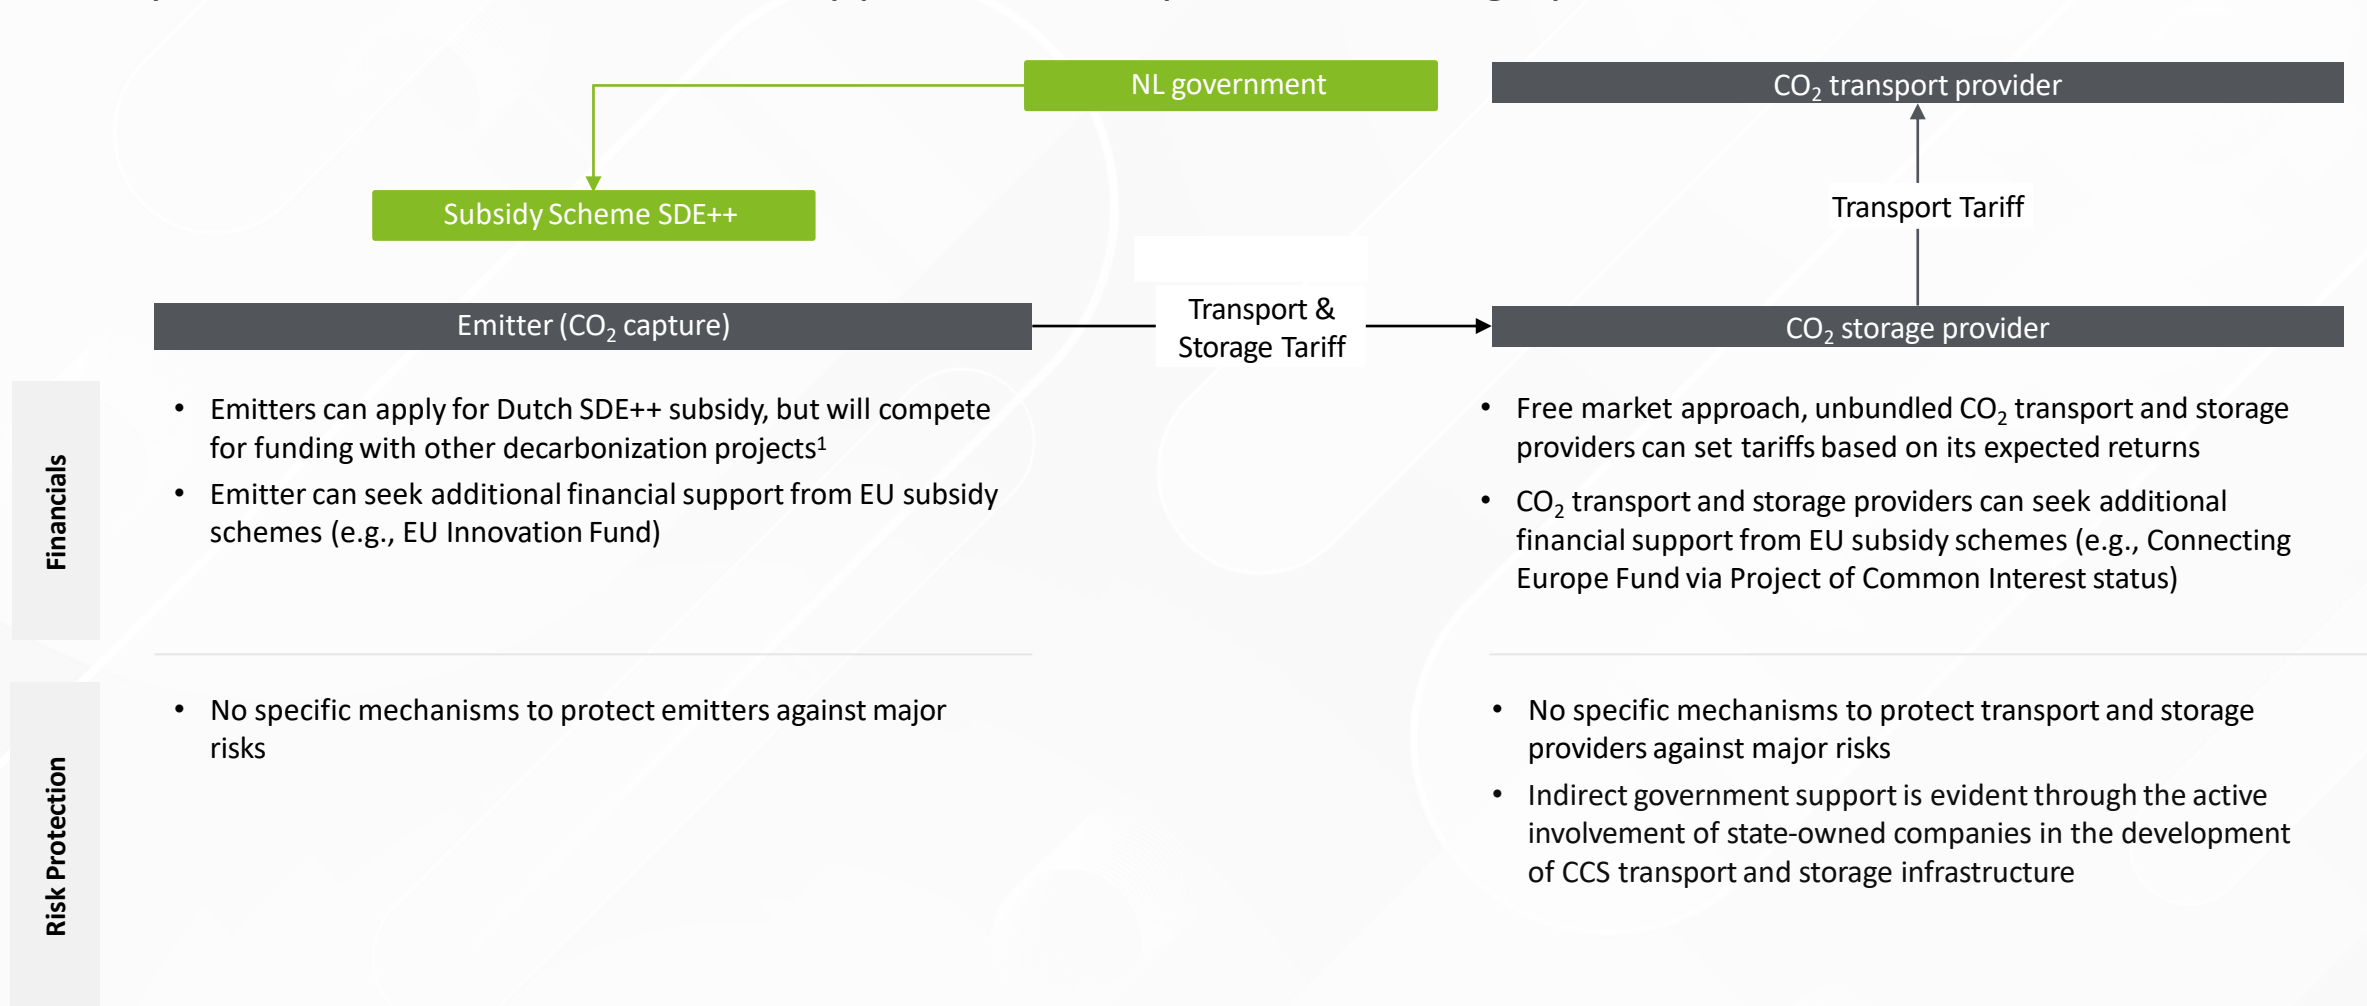 NL government
CO₂ transport provider
Subsidy Scheme SDE++
Transport Tariff
Emitter (CO₂ capture)
Transport &
Storage Tariff
CO₂ storage provider
Financials
• Emitters can apply for Dutch SDE++ subsidy, but will compete
for funding with other decarbonization projects¹
• Emitter can seek additional financial support from EU subsidy
schemes (e.g., EU Innovation Fund)
• Free market approach, unbundled CO₂ transport and storage
providers can set tariffs based on its expected returns
• CO₂ transport and storage providers can seek additional
financial support from EU subsidy schemes (e.g., Connecting
Europe Fund via Project of Common Interest status)
Risk Protection
• No specific mechanisms to protect emitters against major
risks
• No specific mechanisms to protect transport and storage
providers against major risks
• Indirect government support is evident through the active
involvement of state-owned companies in the development
of CCS transport and storage infrastructure